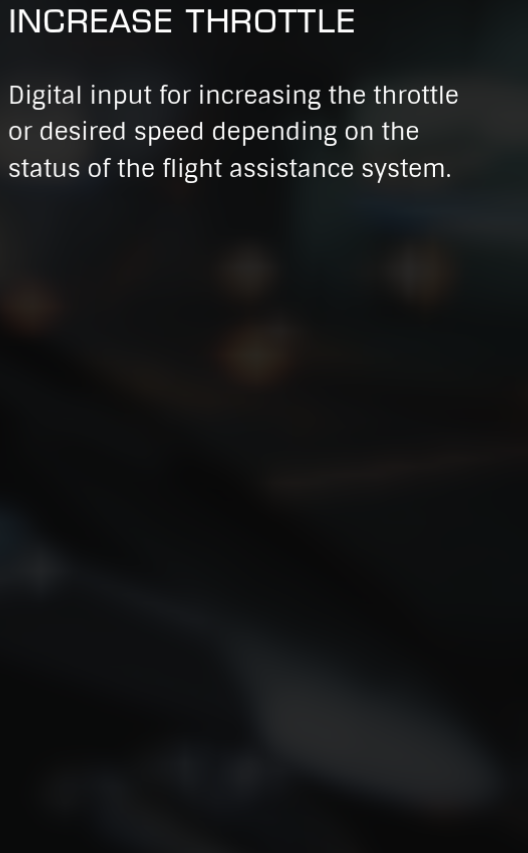 INCREASE THROTTLE
Digital input for increasing the throttle
or desired speed depending on the
status of the flight assistance system.